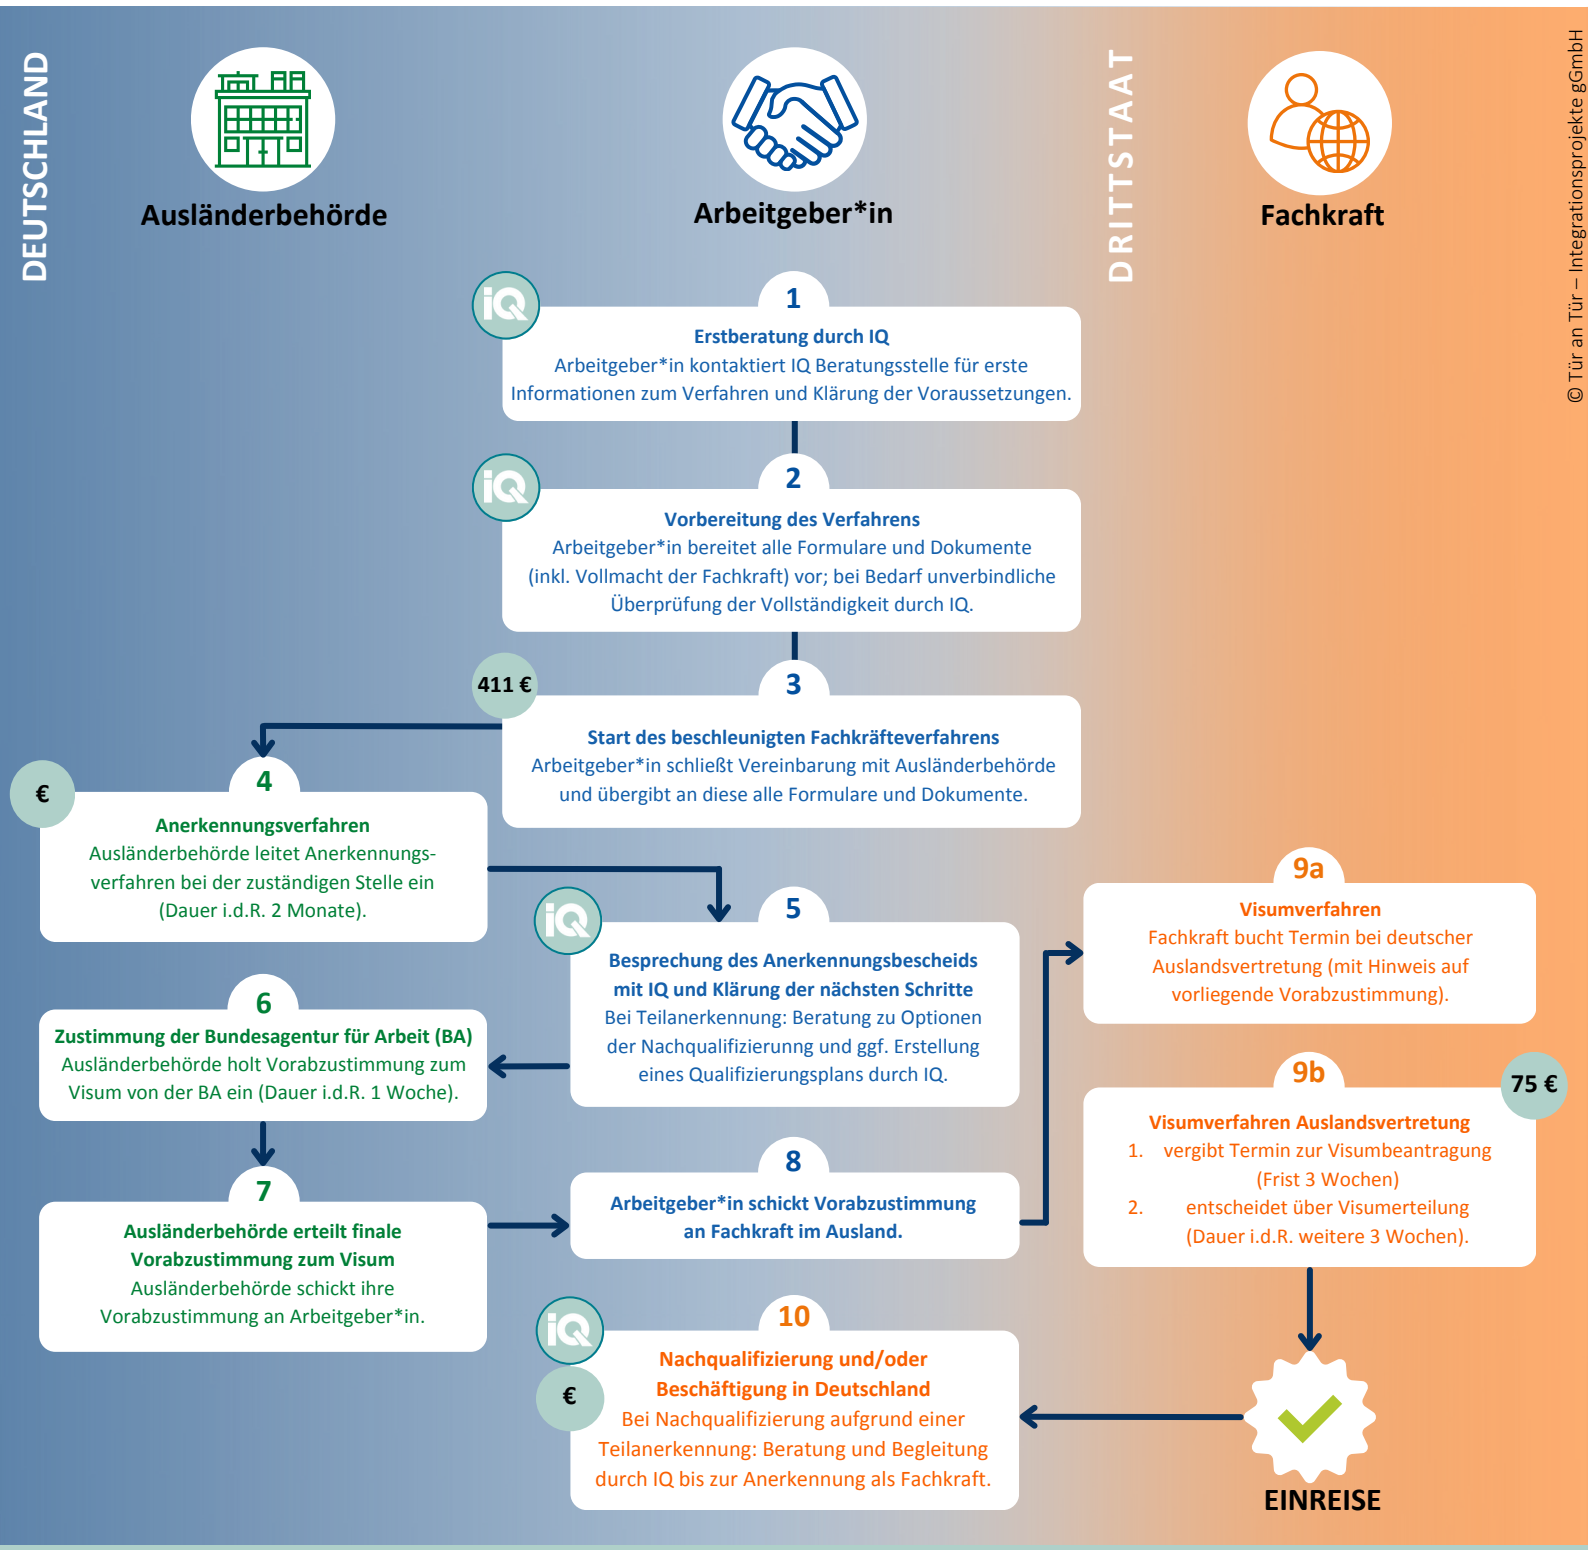 DEUTSCHLAND
Ausländerbehörde
Arbeitgeber*in
DRITTSTAAT
Fachkraft
© Tür an Tür – Integrationsprojekte gGmbH
iQ
1
Erstberatung durch IQ
Arbeitgeber*in kontaktiert IQ Beratungsstelle für erste
Informationen zum Verfahren und Klärung der Voraussetzungen.
iQ
2
Vorbereitung des Verfahrens
Arbeitgeber*in bereitet alle Formulare und Dokumente
(inkl. Vollmacht der Fachkraft) vor; bei Bedarf unverbindliche
Überprüfung der Vollständigkeit durch IQ.
411 €
3
Start des beschleunigten Fachkräfteverfahrens
Arbeitgeber*in schließt Vereinbarung mit Ausländerbehörde
und übergibt an diese alle Formulare und Dokumente.
€
4
Anerkennungsverfahren
Ausländerbehörde leitet Anerkennungs-
verfahren bei der zuständigen Stelle ein
(Dauer i.d.R. 2 Monate).
iQ
5
Besprechung des Anerkennungsbescheids
mit IQ und Klärung der nächsten Schritte
Bei Teilanerkennung: Beratung zu Optionen
der Nachqualifizierunng und ggf. Erstellung
eines Qualifizierungsplans durch IQ.
6
Zustimmung der Bundesagentur für Arbeit (BA)
Ausländerbehörde holt Vorabzustimmung zum
Visum von der BA ein (Dauer i.d.R. 1 Woche).
7
Ausländerbehörde erteilt finale
Vorabzustimmung zum Visum
Ausländerbehörde schickt ihre
Vorabzustimmung an Arbeitgeber*in.
8
Arbeitgeber*in schickt Vorabzustimmung
an Fachkraft im Ausland.
9a
Visumverfahren
Fachkraft bucht Termin bei deutscher
Auslandsvertretung (mit Hinweis auf
vorliegende Vorabzustimmung).
9b
75 €
Visumverfahren Auslandsvertretung
1. vergibt Termin zur Visumbeantragung
(Frist 3 Wochen)
2. entscheidet über Visumerteilung
(Dauer i.d.R. weitere 3 Wochen).
EINREISE
iQ
€
10
Nachqualifizierung und/oder
Beschäftigung in Deutschland
Bei Nachqualifizierung aufgrund einer
Teilanerkennung: Beratung und Begleitung
durch IQ bis zur Anerkennung als Fachkraft.